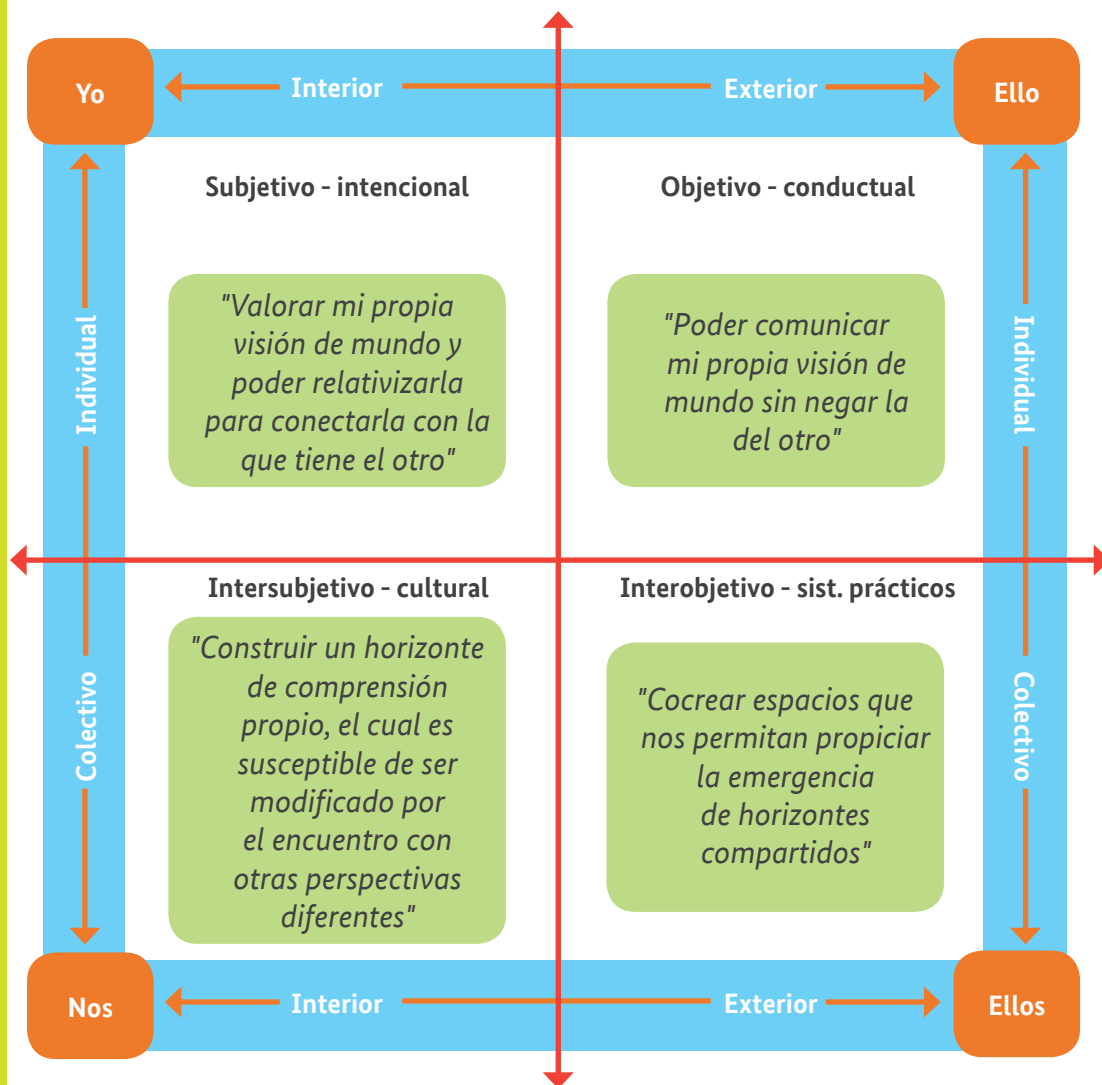 Yo
Interior
Exterior
Ello
Individual
Individual
Subjetivo - intencional
Objetivo - conductual
"Valorar mi propia
visión de mundo y
poder relativizarla
para conectarla con la
que tiene el otro"
"Poder comunicar
mi propia visión de
mundo sin negar la
del otro"
Intersubjetivo - cultural
Interobjetivo - sist. prácticos
Colectivo
Colectivo
"Construir un horizonte
de comprensión
propio, el cual es
susceptible de ser
modificado por
el encuentro con
otras perspectivas
diferentes"
"Cocrear espacios que
nos permitan propiciar
la emergencia
de horizontes
compartidos"
Nos
Interior
Exterior
Ellos